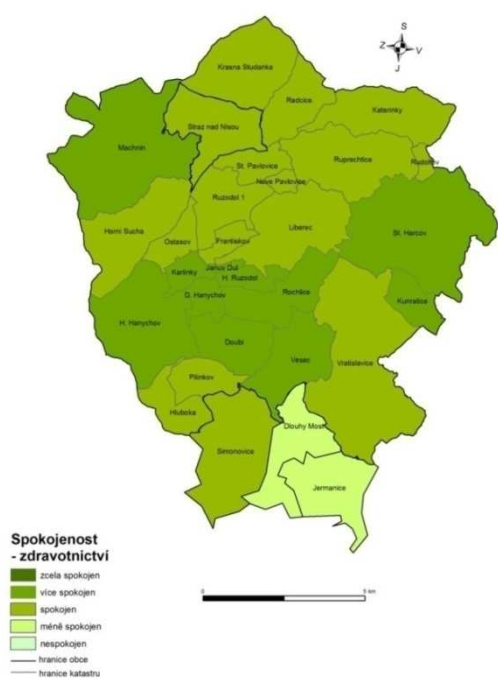 S
Z V
J
Krasna Studanka
Radcice
Katerinky
Straz nad Nisou
Machnin
St. Pavlovice
Ruprechtice
Rudolfov
Nove Pavlovice
Ruzodol 1
Horni Sucha
Ostasov
Frantiskov
Liberec
St. Harcov
Janus Dul
Karlinky
H. Ruzodol
D. Hanychov
Rochlice
Kunratice
H. Hanychov
Doubi
Vesec
Vratislavice
Pilinkov
Hluboka
Dlouhy Most
Simonovice
Jermanice
Spokojenost
- zdravotnictví
zcela spokojen
více spokojen
spokojen
méně spokojen
nespokojen
hranice obce
hranice katastru
0 5 km